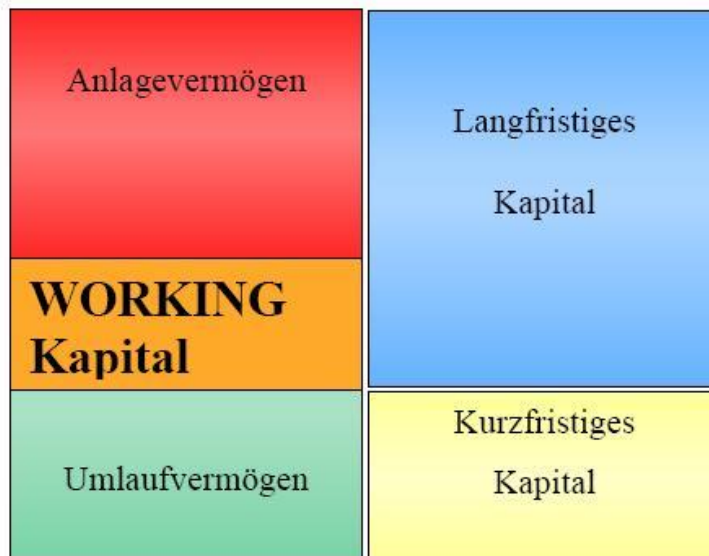 Anlagevermögen
WORKING
Kapital
Umlaufvermögen
Langfristiges
Kapital
Kurzfristiges
Kapital